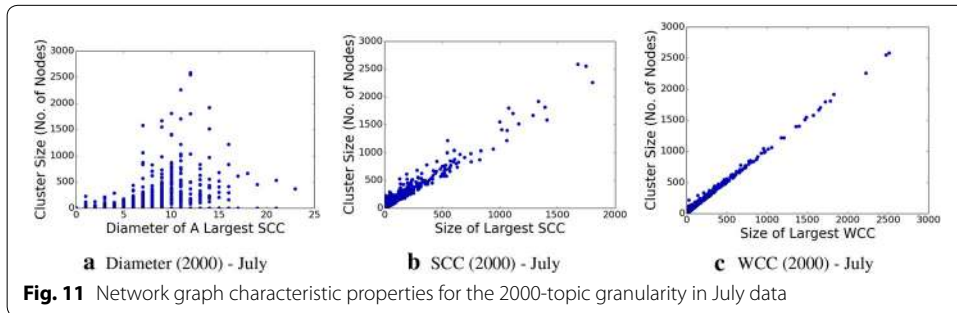 3000
2500
2000
1500
1000
500
0
Cluster Size (No. of Nodes)
0 5 10 15 20 25
Diameter of A Largest SCC
a Diameter (2000) - July
3000
2500
2000
1500
1000
500
0
Cluster Size (No. of Nodes)
0 500 1000 1500 2000
Size of Largest SCC
b SCC (2000) - July
3000
2500
2000
1500
1000
500
0
Cluster Size (No. of Nodes)
0 500 1000 1500 2000 2500 3000
Size of Largest WCC
c WCC (2000) - July
Fig. 11 Network graph characteristic properties for the 2000-topic granularity in July data